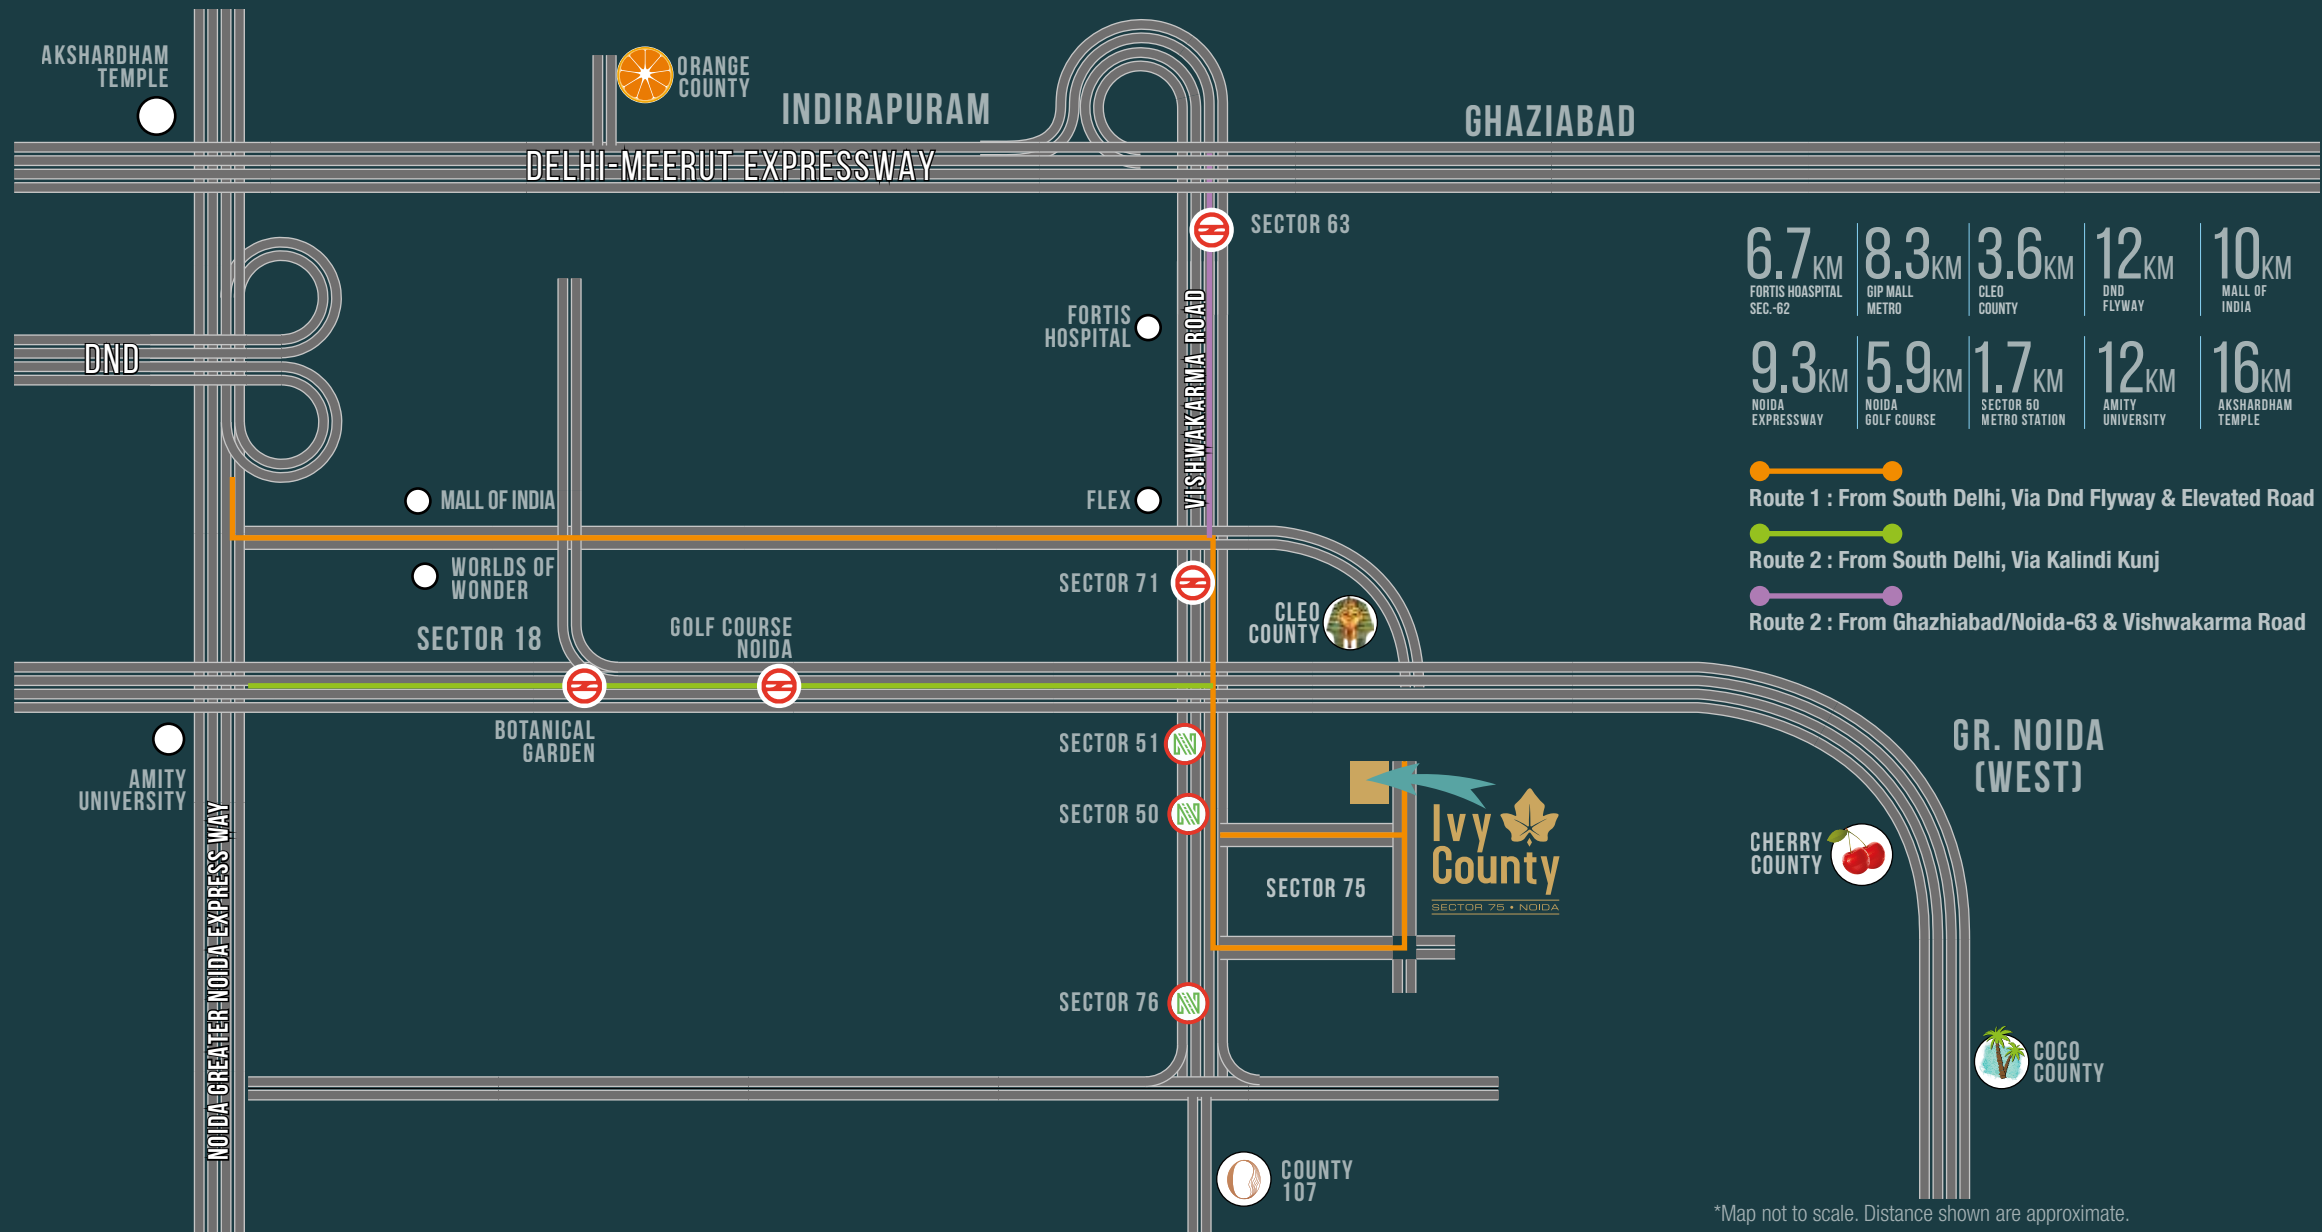 AKSHARDHAM
TEMPLE
ORANGE
COUNTY
INDIRAPURAM
GHAZIABAD
DELHI-MEERUT EXPRESSWAY
SECTOR 63
6.7KM
FORTIS HOASPITAL
SEC.-62
8.3KM
GIP MALL
METRO
3.6KM
CLEO
COUNTY
12KM
DND
FLYWAY
10KM
MALL OF
INDIA
9.3KM
NOIDA
EXPRESSWAY
5.9KM
NOIDA
GOLF COURSE
1.7KM
SECTOR 50
METRO STATION
12KM
AMITY
UNIVERSITY
16KM
AKSHARDHAM
TEMPLE
FORTIS
HOSPITAL
VISHWAKARMA ROAD
DND
Route 1 : From South Delhi, Via Dnd Flyway & Elevated Road
Route 2 : From South Delhi, Via Kalindi Kunj
Route 2 : From Ghazhiabad/Noida-63 & Vishwakarma Road
MALL OF INDIA
FLEX
WORLDS OF
WONDER
SECTOR 71
CLEO
COUNTY
SECTOR 18
GOLF COURSE
NOIDA
BOTANICAL
GARDEN
SECTOR 51
AMITY
UNIVERSITY
GR. NOIDA
(WEST)
SECTOR 50
Ivy
County
SECTOR 75 • NOIDA
CHERRY
COUNTY
SECTOR 75
NOIDA GREATER NOIDA EXPRESS WAY
SECTOR 76
COCO
COUNTY
COUNTY
107
*Map not to scale. Distance shown are approximate.